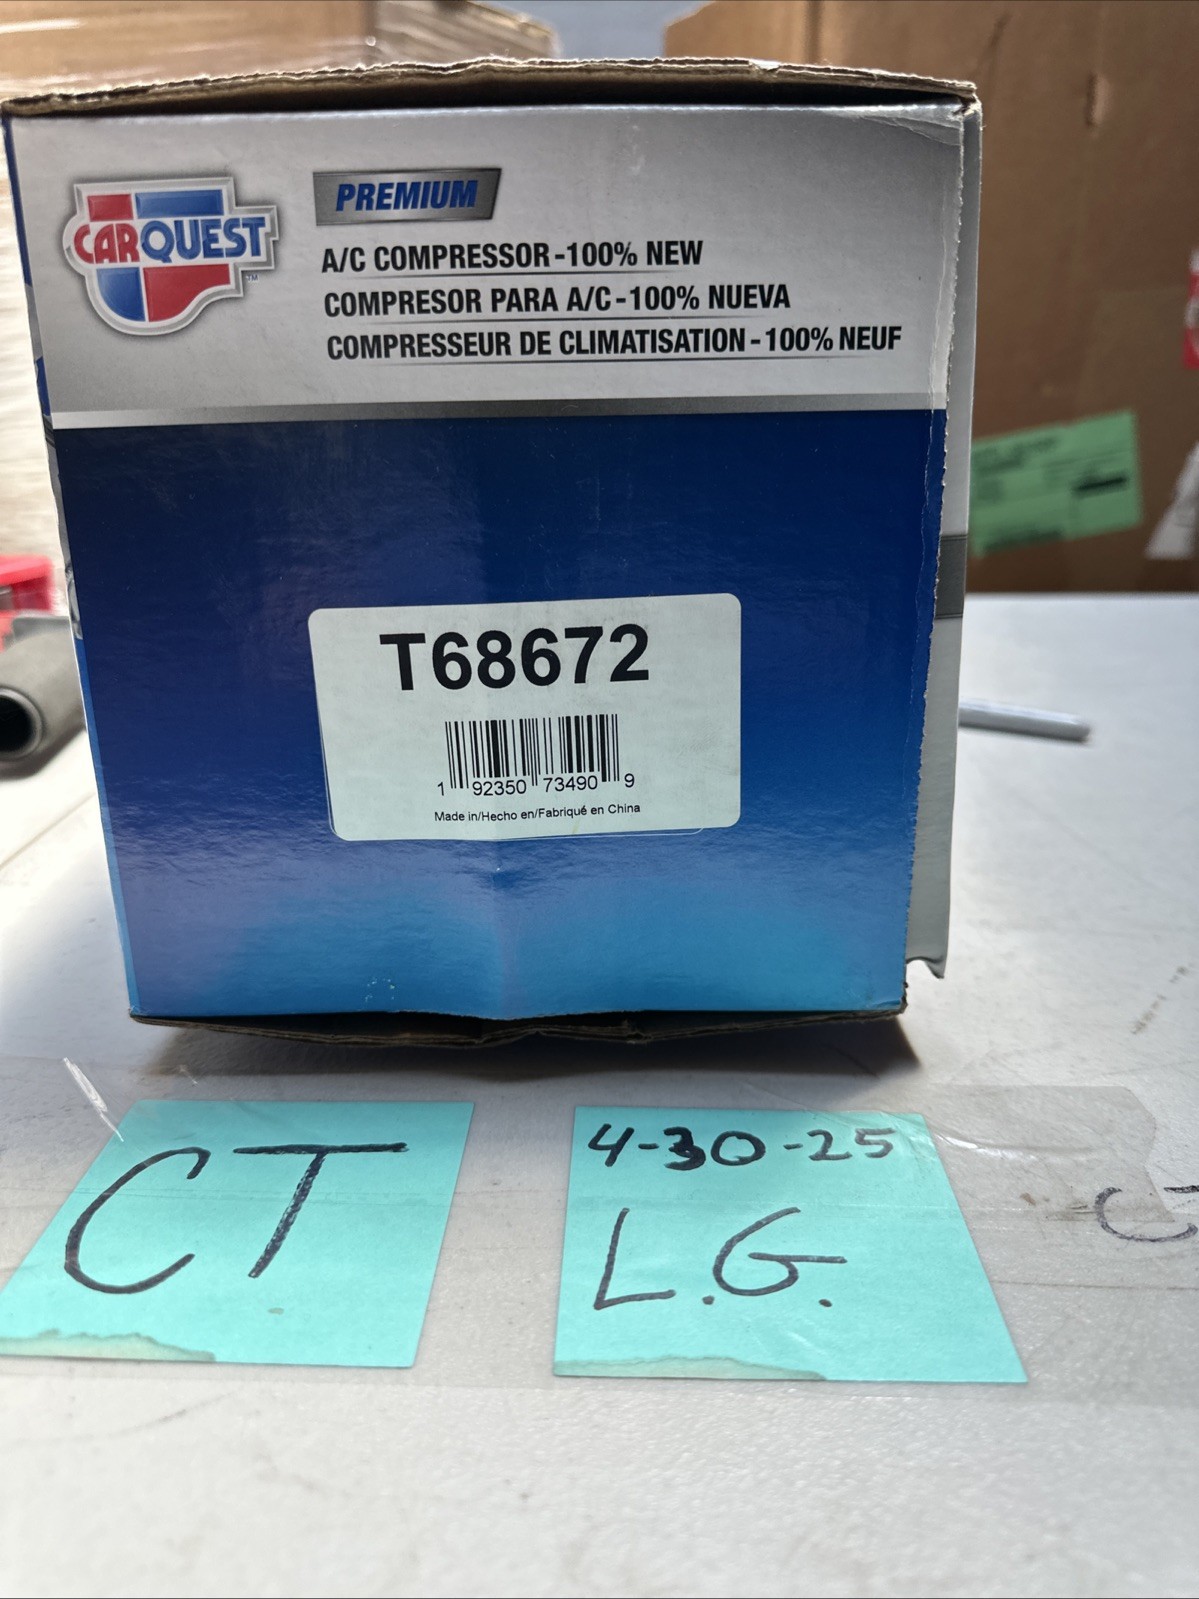 CARQUEST
TM
PREMIUM
A/C COMPRESSOR-100% NEW
COMPRESOR PARA A/C-100% NUEVA
COMPRESSEUR DE CLIMATISATION-100% NEUF
T68672
1 92350 73490 9
Made in/Hecho en/Fabriqué en China
CT
4-30-25
L.G.